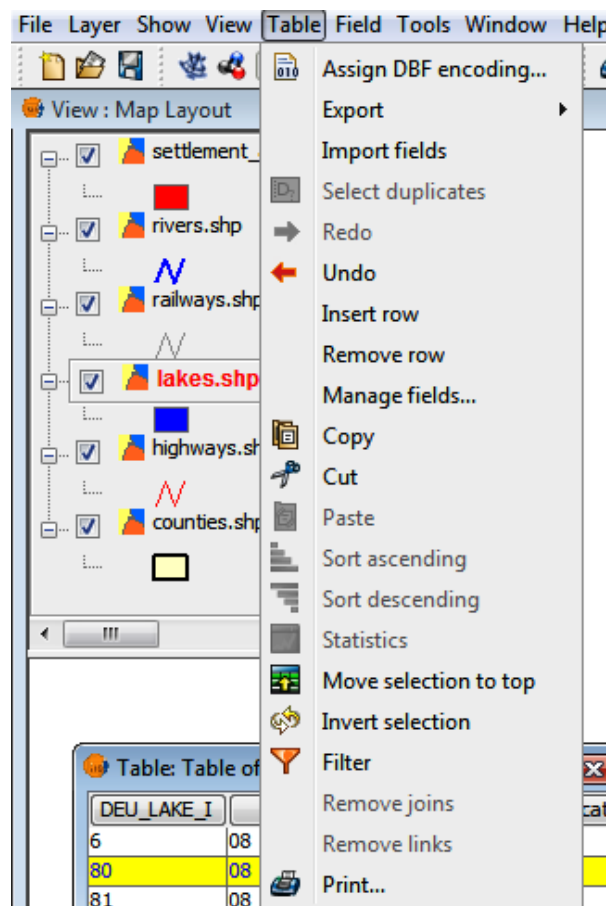 File Layer Show View Table Field Tools Window Help
Assign DBF encoding...
View : Map Layout
Export
settlement_
Import fields
Select duplicates
rivers.shp
Redo
Undo
railways.shp
Insert row
Remove row
lakes.shp
Manage fields...
Copy
highways.sh
Cut
Paste
counties.shp
Sort ascending
Sort descending
Statistics
Move selection to top
Invert selection
Table: Table of
Filter
DEU_LAKE_I
Remove joins
6 08
Remove links
80 08
Print...
81 08